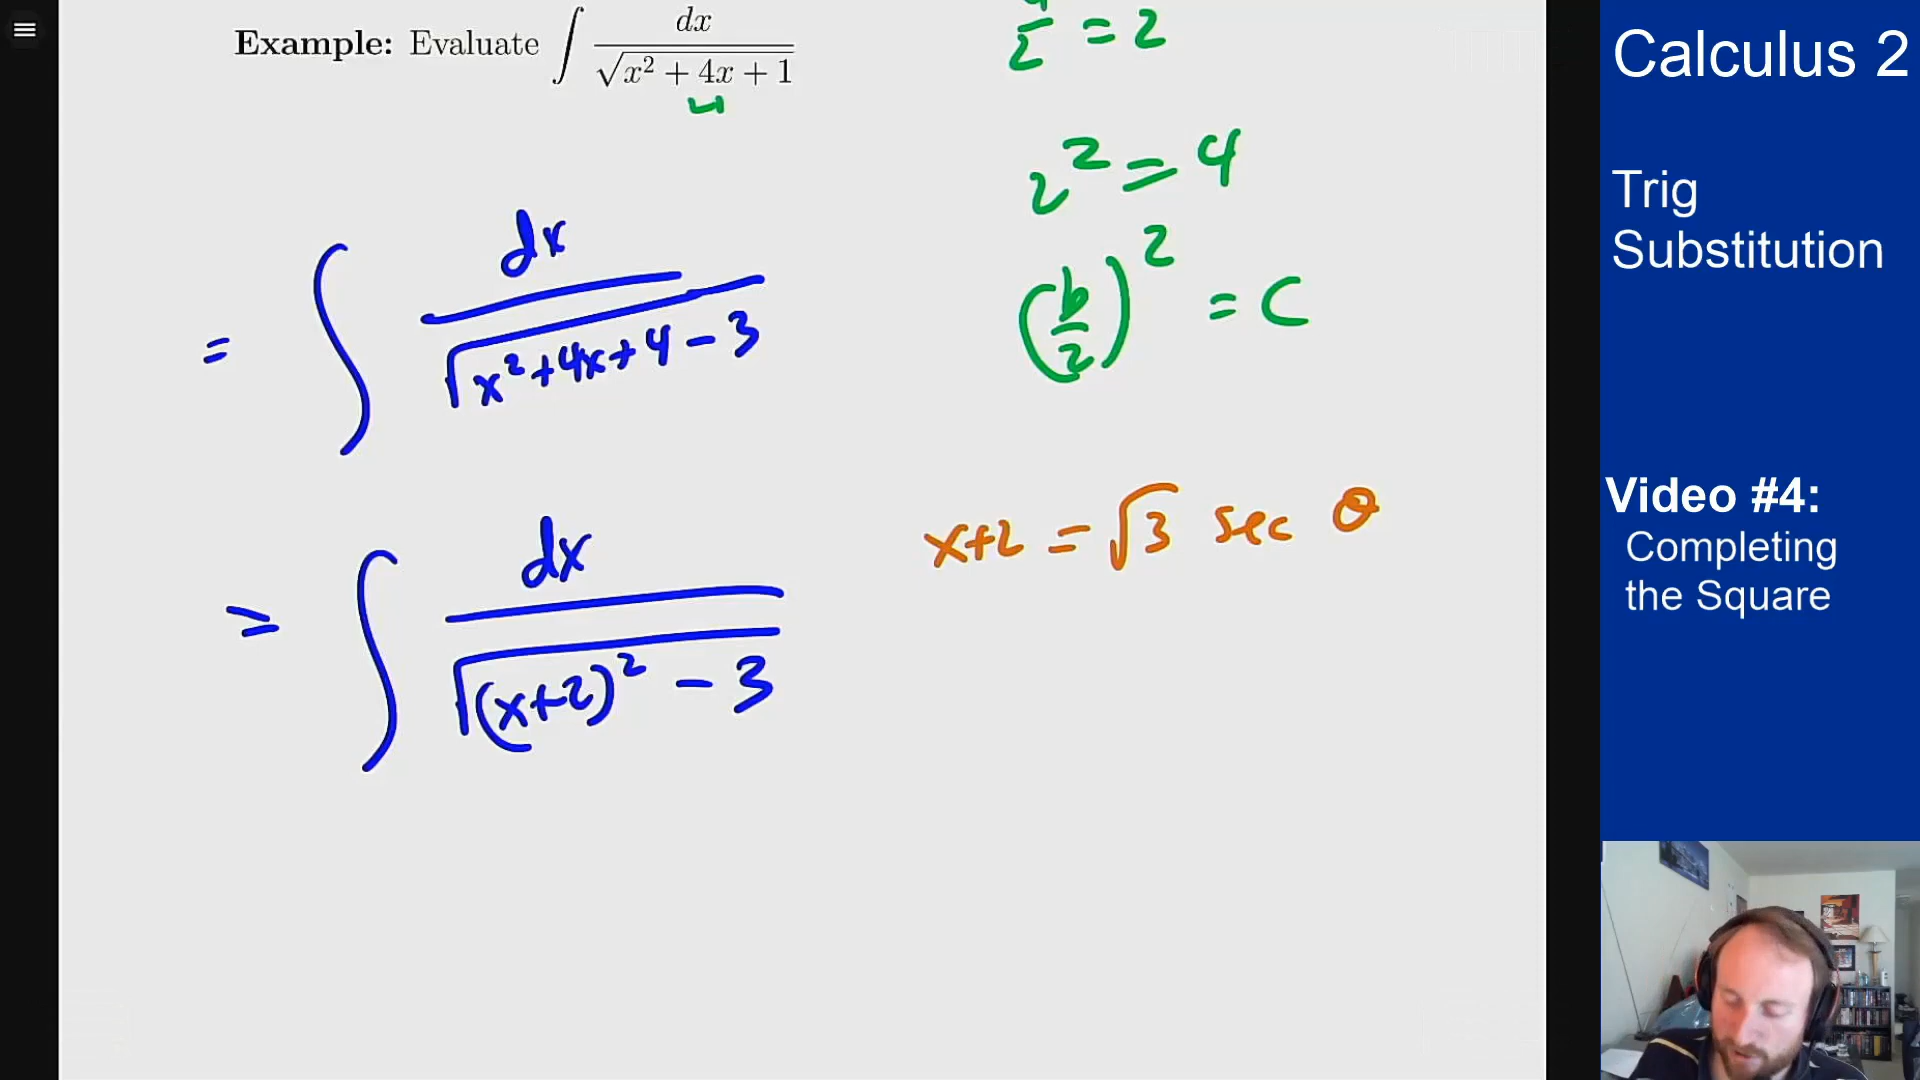 Example: Evaluate ∫ dx / √(x² + 4x + 1)
4
4/2 = 2
2² = 4
(b/2)² = C
= ∫ dx / √(x²+4x+4-3)
= ∫ dx / √((x+2)² - 3)
x+2 = √3 sec θ
Calculus 2
Trig
Substitution
Video #4:
Completing
the Square